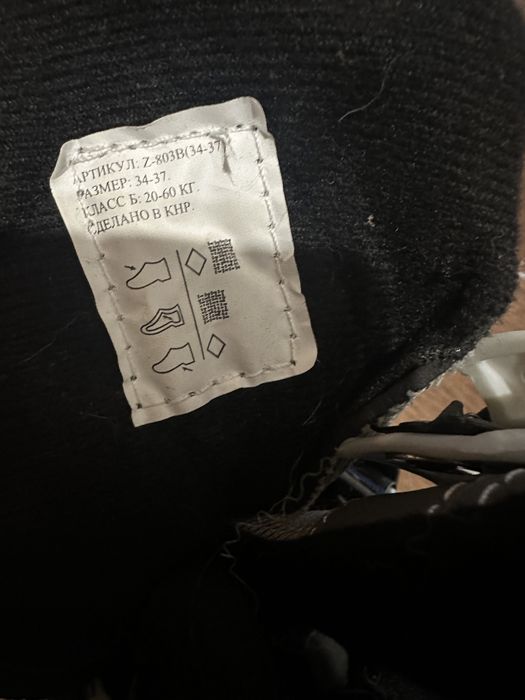 АРТИКУЛ: Z-803B(34-37)
РАЗМЕР: 34-37.
КЛАСС Б: 20-60 КГ.
СДЕЛАНО В КНР.